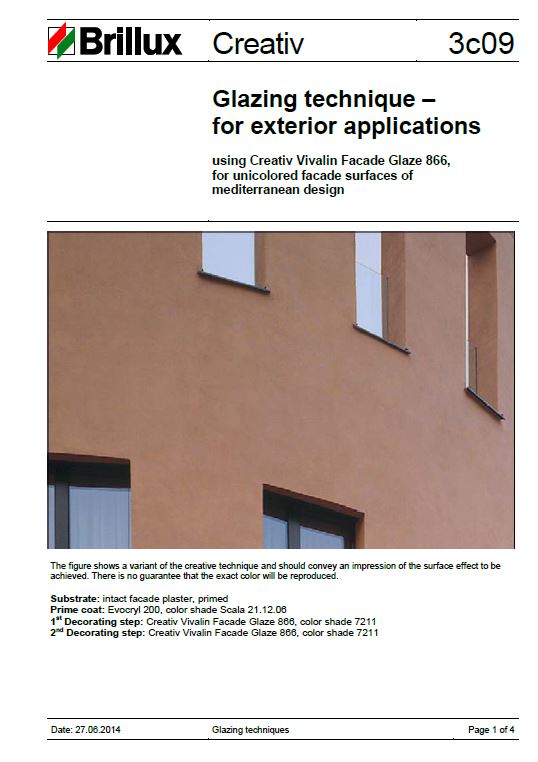 Brillux
Creativ
3c09
Glazing technique –
for exterior applications
using Creativ Vivalin Facade Glaze 866,
for unicolored facade surfaces of
mediterranean design
The figure shows a variant of the creative technique and should convey an impression of the surface effect to be
achieved. There is no guarantee that the exact color will be reproduced.
Substrate: intact facade plaster, primed
Prime coat: Evocryl 200, color shade Scala 21.12.06
1st Decorating step: Creativ Vivalin Facade Glaze 866, color shade 7211
2nd Decorating step: Creativ Vivalin Facade Glaze 866, color shade 7211
Date: 27.06.2014
Glazing techniques
Page 1 of 4